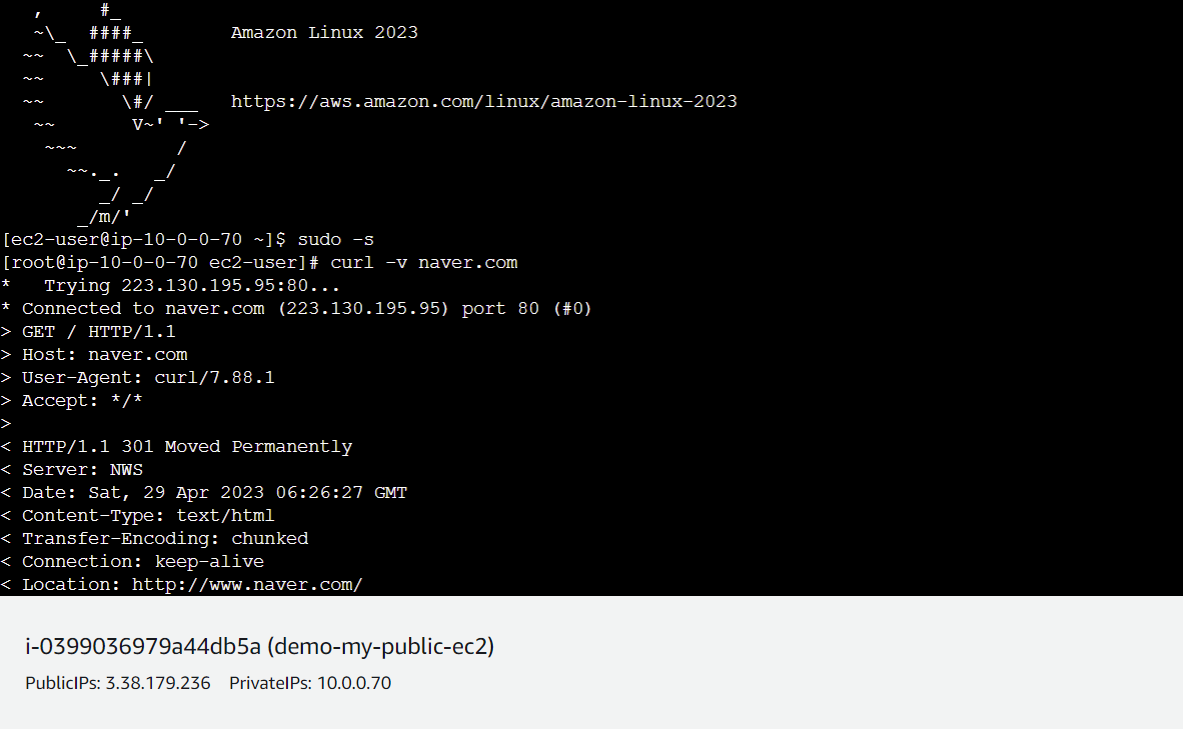 ,     #_
   ~\_  ####_        Amazon Linux 2023
  ~~  \_#####\
  ~~     \###|
  ~~       \#/ ___   https://aws.amazon.com/linux/amazon-linux-2023
   ~~       V~' '->
    ~~~         /
      ~~._.   _/
         _/ _/
       _/m/'
[ec2-user@ip-10-0-0-70 ~]$ sudo -s
[root@ip-10-0-0-70 ec2-user]# curl -v naver.com
*   Trying 223.130.195.95:80...
* Connected to naver.com (223.130.195.95) port 80 (#0)
> GET / HTTP/1.1
> Host: naver.com
> User-Agent: curl/7.88.1
> Accept: */*
>
< HTTP/1.1 301 Moved Permanently
< Server: NWS
< Date: Sat, 29 Apr 2023 06:26:27 GMT
< Content-Type: text/html
< Transfer-Encoding: chunked
< Connection: keep-alive
< Location: http://www.naver.com/
i-0399036979a44db5a (demo-my-public-ec2)
PublicIPs: 3.38.179.236    PrivateIPs: 10.0.0.70